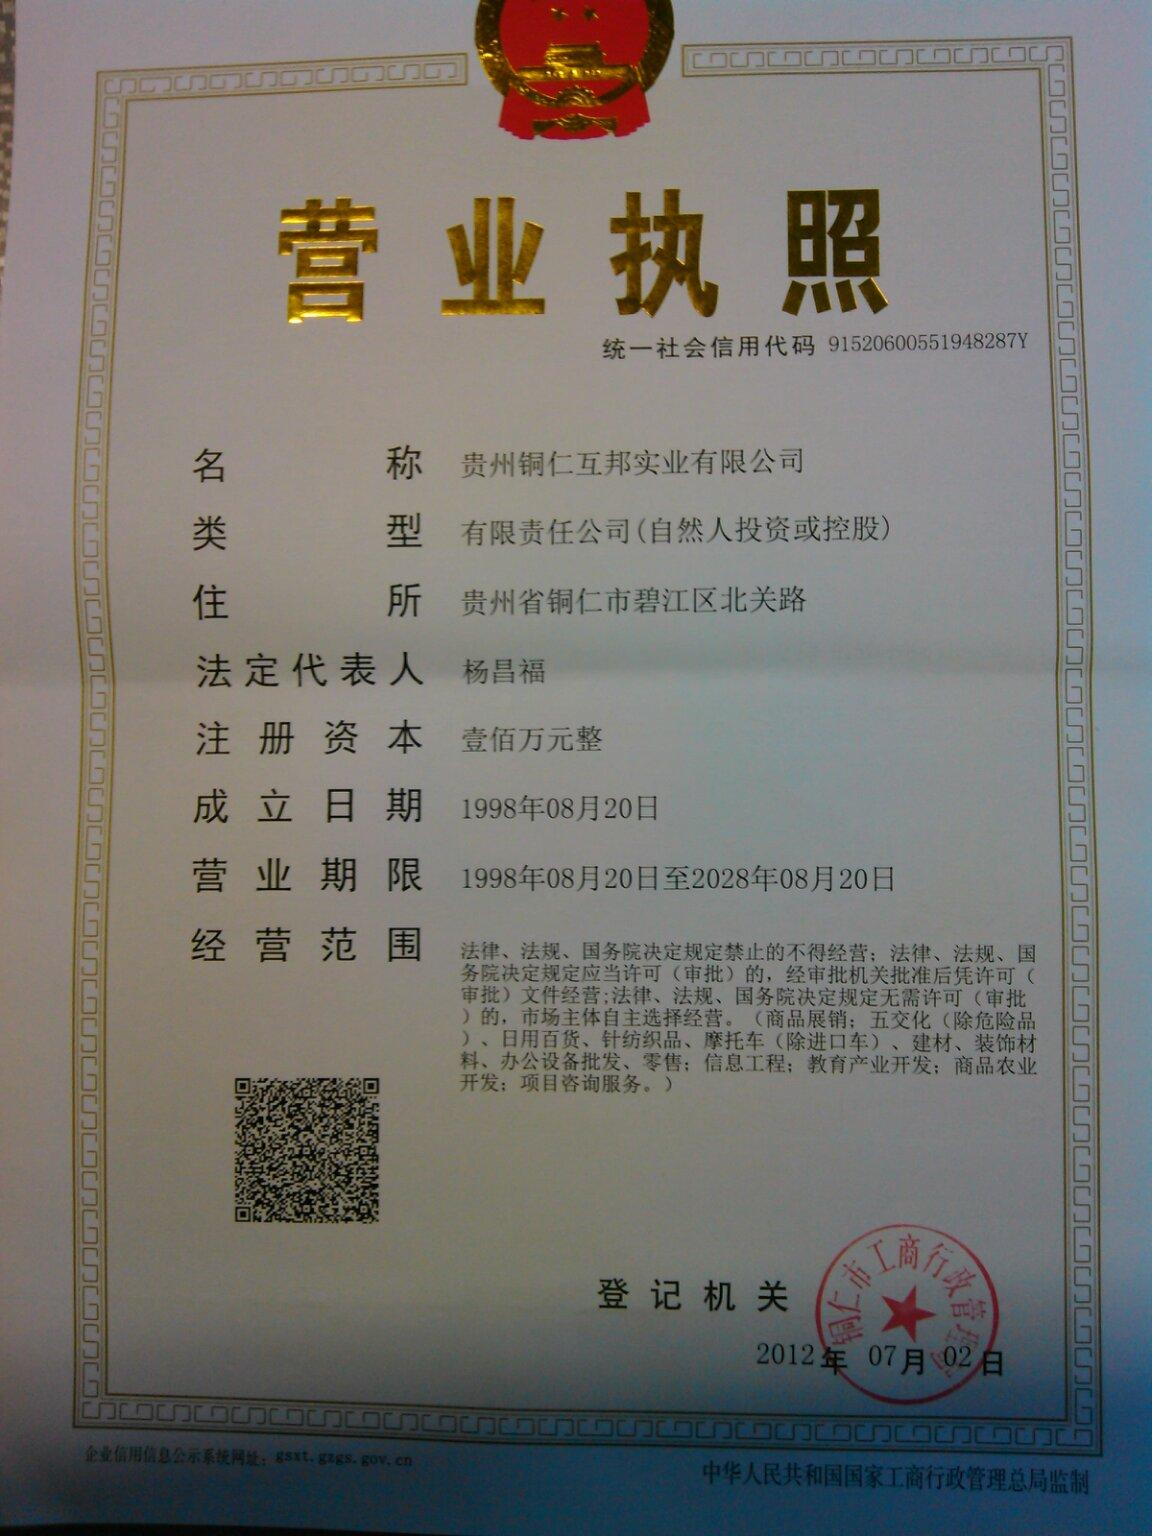 营业执照
统一社会信用代码 91520600551948287Y
名称 贵州铜仁互邦实业有限公司
类型 有限责任公司(自然人投资或控股)
住所 贵州省铜仁市碧江区北关路
法定代表人 杨昌福
注册资本 壹佰万元整
成立日期 1998年08月20日
营业期限 1998年08月20日至2028年08月20日
经营范围 法律、法规、国务院决定规定禁止的不得经营；法律、法规、国
务院决定规定应当许可（审批）的，经审批机关批准后凭许可（
审批）文件经营;法律、法规、国务院决定规定无需许可（审批
）的，市场主体自主选择经营。（商品展销；五交化（除危险品
）、日用百货、针纺织品、摩托车（除进口车）、建材、装饰材
料、办公设备批发、零售；信息工程；教育产业开发；商品农业
开发；项目咨询服务。）
登记机关
铜仁市工商行政管理局
2012年 07月 02日
企业信用信息公示系统网址：gsxt.gzgs.gov.cn
中华人民共和国国家工商行政管理总局监制